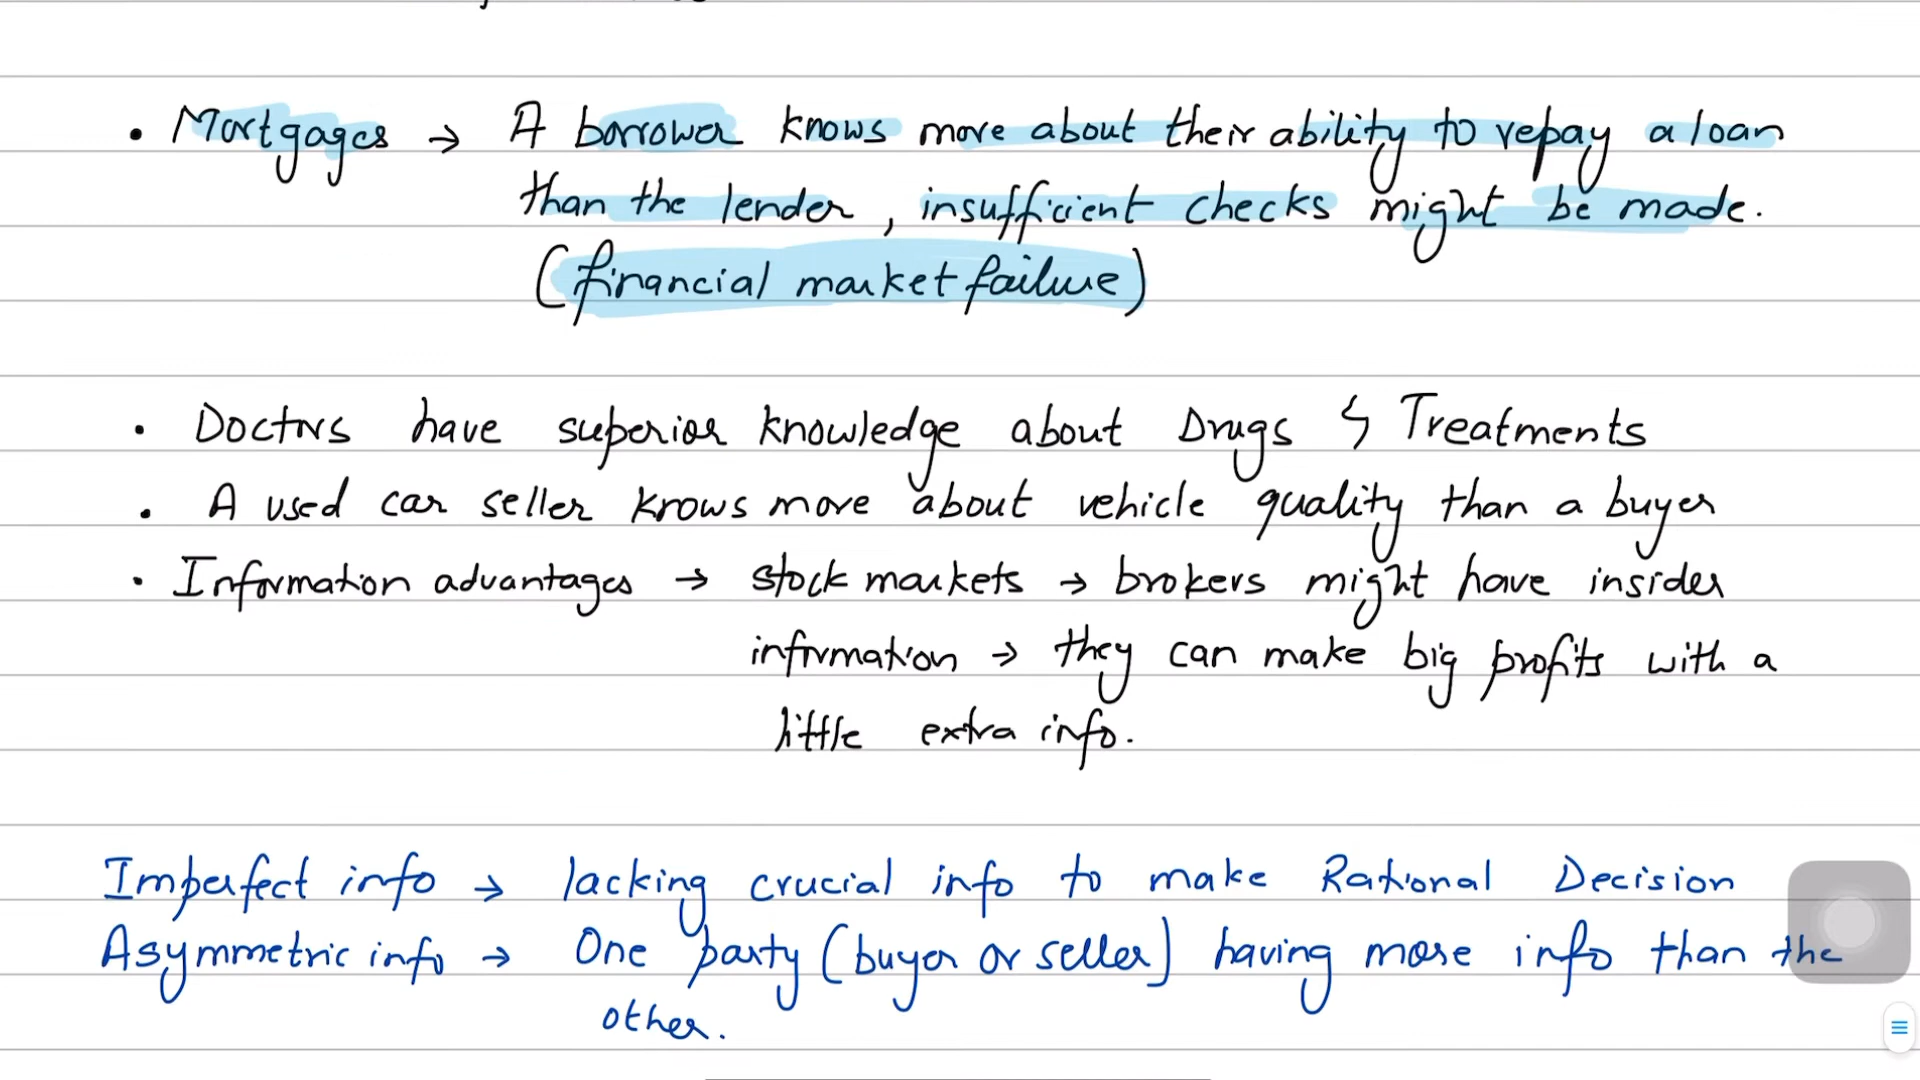 • Mortgages → A borrower knows more about their ability to repay a loan
than the lender, insufficient checks might be made.
(financial market failure)
• Doctors have superior knowledge about Drugs & Treatments
• A used car seller knows more about vehicle quality than a buyer
• Information advantages → stock markets → brokers might have insider
information → they can make big profits with a
little extra info.
Imperfect info → lacking crucial info to make Rational Decision
Asymmetric info → One party (buyer or seller) having more info than the
other.